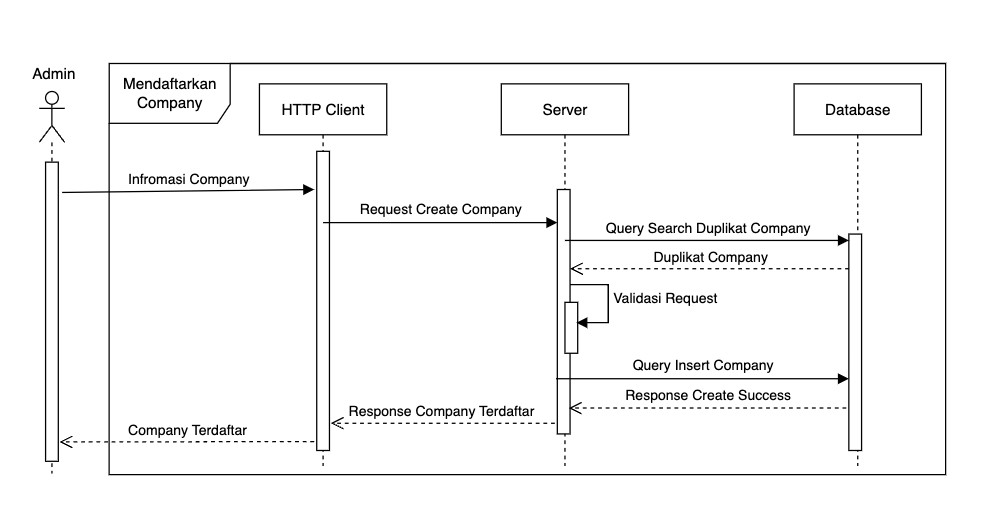 Admin
Mendaftarkan
Company
HTTP Client
Server
Database
Infromasi Company
Request Create Company
Query Search Duplikat Company
Duplikat Company
Validasi Request
Query Insert Company
Response Create Success
Response Company Terdaftar
Company Terdaftar